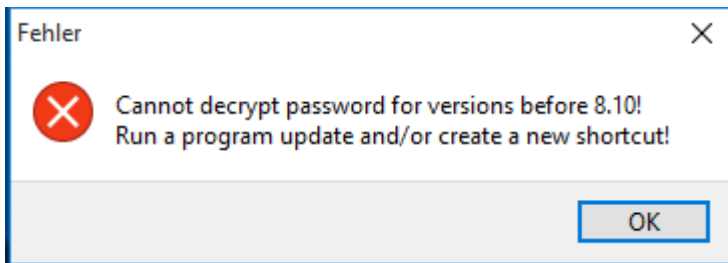 Fehler
Cannot decrypt password for versions before 8.10!
Run a program update and/or create a new shortcut!
OK